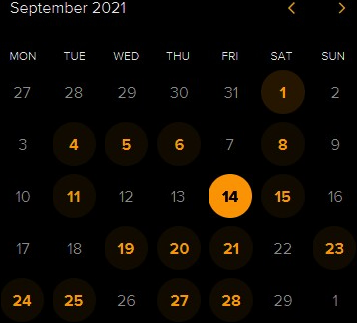 September 2021
MON TUE WED THU FRI SAT SUN
27 28 29 30 31 1 2
3 4 5 6 7 8 9
10 11 12 13 14 15 16
17 18 19 20 21 22 23
24 25 26 27 28 29 1